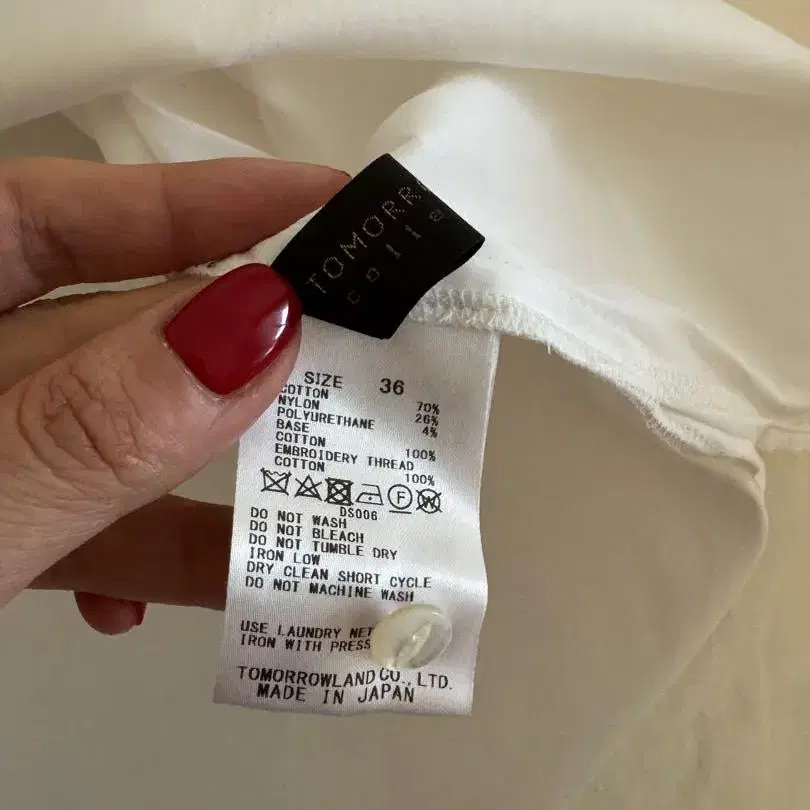 TOMORR
colla
SIZE 36
COTTON 70%
NYLON 26%
POLYURETHANE 4%
BASE
COTTON 100%
EMBROIDERY THREAD
COTTON 100%
F W
DS006
DO NOT WASH
DO NOT BLEACH
DO NOT TUMBLE DRY
IRON LOW
DRY CLEAN SHORT CYCLE
DO NOT MACHINE WASH
USE LAUNDRY NET
IRON WITH PRESS
TOMORROWLAND CO., LTD.
MADE IN JAPAN